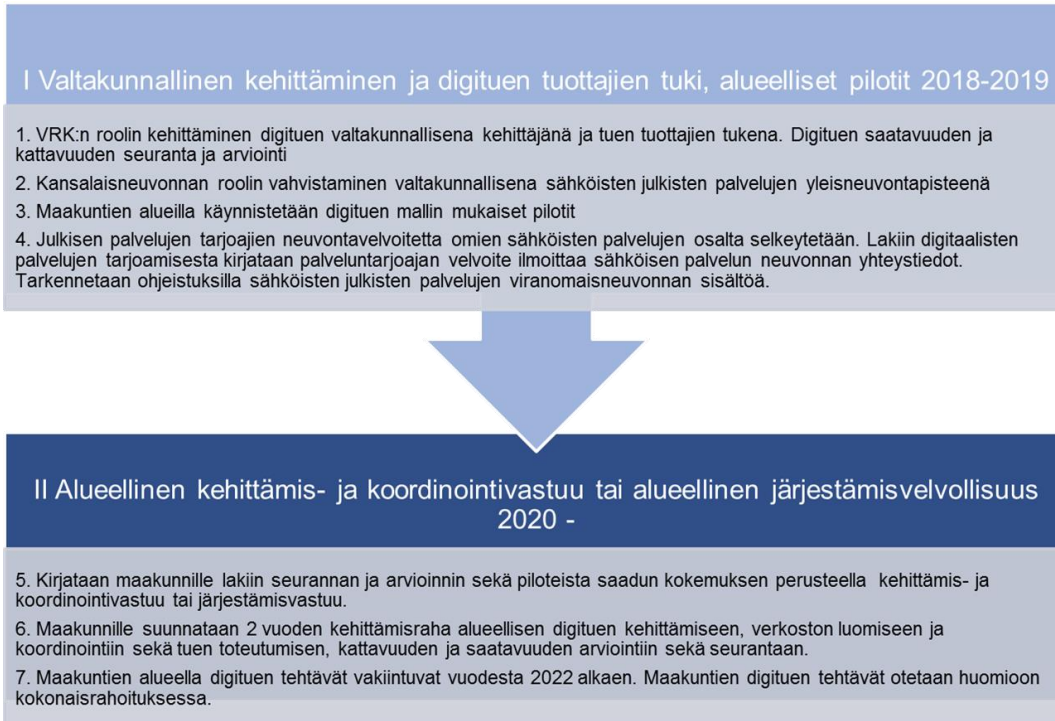 I Valtakunnallinen kehittäminen ja digituen tuottajien tuki, alueelliset pilotit 2018-2019
1. VRK:n roolin kehittäminen digituen valtakunnallisena kehittäjänä ja tuen tuottajien tukena. Digituen saatavuuden ja
kattavuuden seuranta ja arviointi
2. Kansalaisneuvonnan roolin vahvistaminen valtakunnallisena sähköisten julkisten palvelujen yleisneuvontapisteenä
3. Maakuntien alueilla käynnistetään digituen mallin mukaiset pilotit
4. Julkisen palvelujen tarjoajien neuvontavelvoitetta omien sähköisten palvelujen osalta selkeytetään. Lakiin digitaalisten
palvelujen tarjoamisesta kirjataan palveluntarjoajan velvoite ilmoittaa sähköisen palvelun neuvonnan yhteystiedot.
Tarkennetaan ohjeistuksilla sähköisten julkisten palvelujen viranomaisneuvonnan sisältöä.
II Alueellinen kehittämis- ja koordinointivastuu tai alueellinen järjestämisvelvollisuus
2020 -
5. Kirjataan maakunnille lakiin seurannan ja arvioinnin sekä piloteista saadun kokemuksen perusteella kehittämis- ja
koordinointivastuu tai järjestämisvastuu.
6. Maakunnille suunnataan 2 vuoden kehittämisraha alueellisen digituen kehittämiseen, verkoston luomiseen ja
koordinointiin sekä tuen toteutumisen, kattavuuden ja saatavuuden arviointiin sekä seurantaan.
7. Maakuntien alueella digituen tehtävät vakiintuvat vuodesta 2022 alkaen. Maakuntien digituen tehtävät otetaan huomioon
kokonaisrahoituksessa.